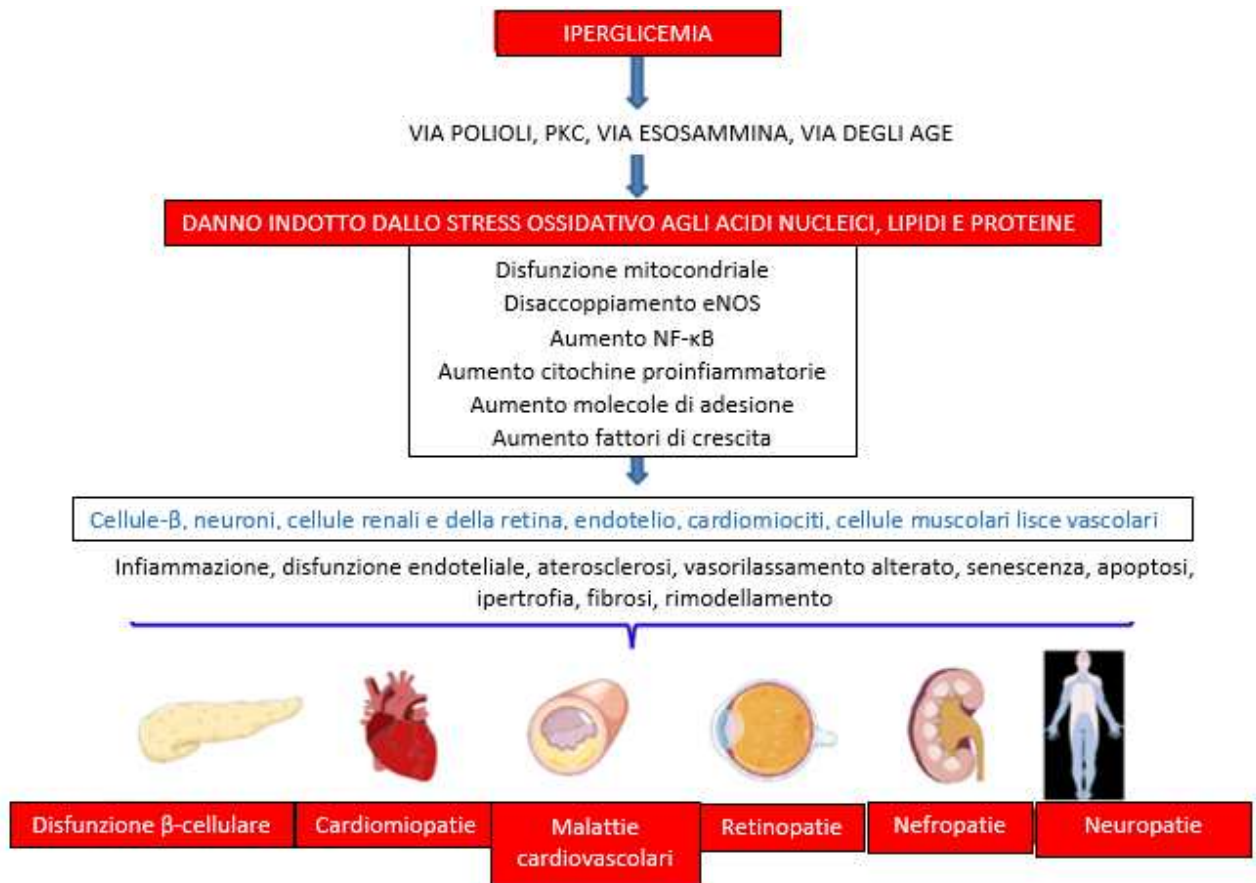 IPERGLICEMIA
VIA POLIOLI, PKC, VIA ESOSAMMINA, VIA DEGLI AGE
DANNO INDOTTO DALLO STRESS OSSIDATIVO AGLI ACIDI NUCLEICI, LIPIDI E PROTEINE
Disfunzione mitocondriale
Disaccoppiamento eNOS
Aumento NF-κB
Aumento citochine proinfiammatorie
Aumento molecole di adesione
Aumento fattori di crescita
Cellule-β, neuroni, cellule renali e della retina, endotelio, cardiomiociti, cellule muscolari lisce vascolari
Infiammazione, disfunzione endoteliale, aterosclerosi, vasorilassamento alterato, senescenza, apoptosi,
ipertrofia, fibrosi, rimodellamento
Disfunzione β-cellulare
Cardiomiopatie
Malattie
cardiovascolari
Retinopatie
Nefropatie
Neuropatie